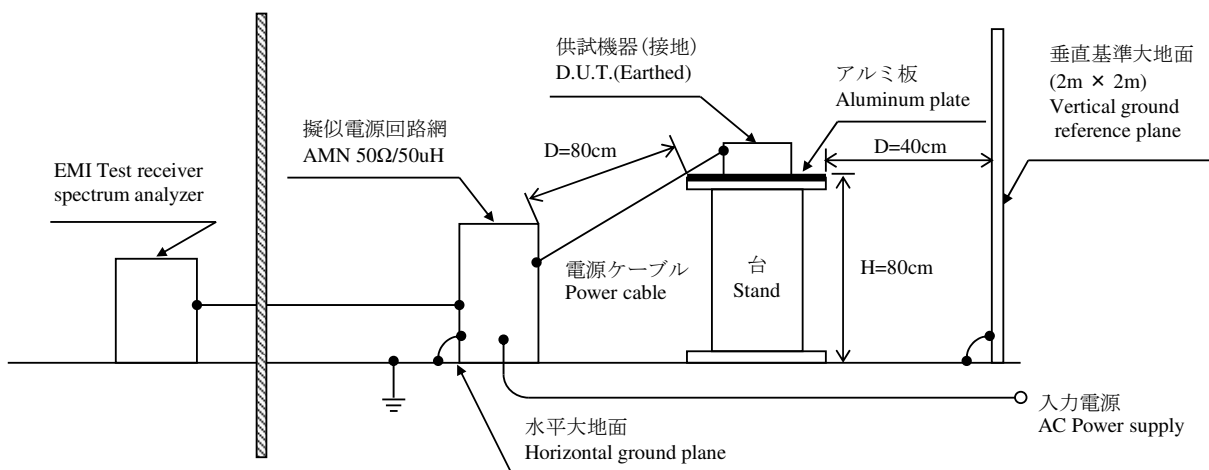 供試機器(接地)
D.U.T.(Earthed)
アルミ板
Aluminum plate
垂直基準大地面
(2m × 2m)
Vertical ground
reference plane
擬似電源回路網
AMN 50Ω/50uH
EMI Test receiver
spectrum analyzer
D=80cm
D=40cm
電源ケーブル
Power cable
台
Stand
H=80cm
水平大地面
Horizontal ground plane
入力電源
AC Power supply